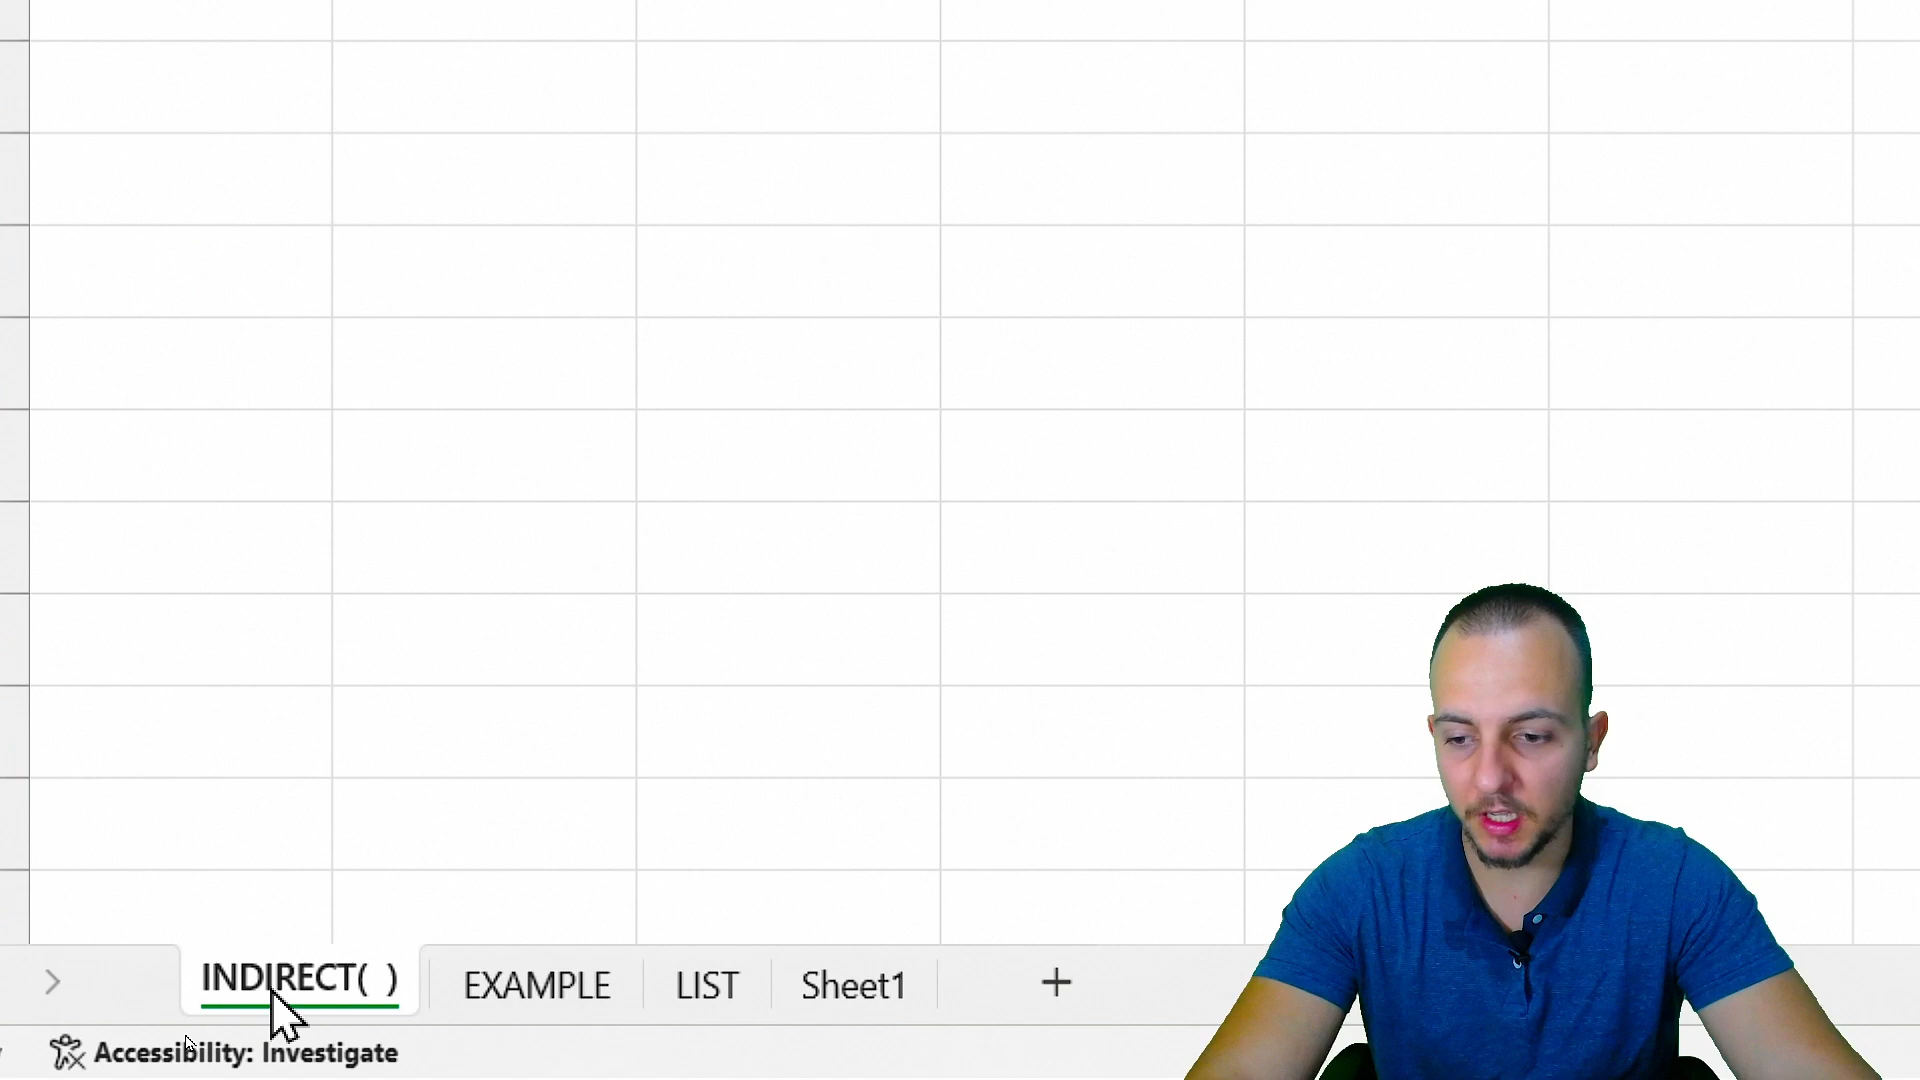 INDIRECT( ) EXAMPLE LIST Sheet1 +
Accessibility: Investigate